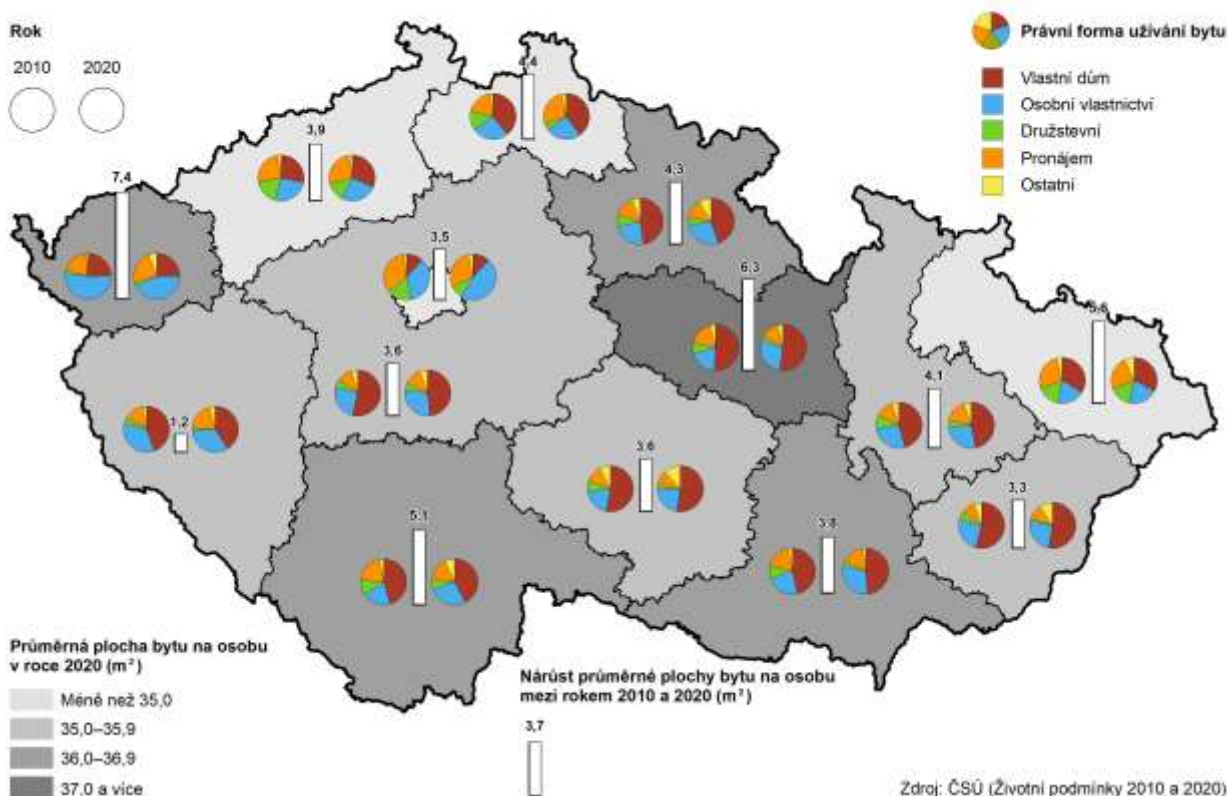 Rok
2010 2020
Právní forma užívání bytu
Vlastní dům
Osobní vlastnictví
Družstevní
Pronájem
Ostatní
4,4
3,9
7,4
4,3
3,5
6,3
5,6
3,6
4,1
1,2
3,6
3,3
5,1
3,8
Průměrná plocha bytu na osobu
v roce 2020 (m²)
Méně než 35,0
35,0–35,9
36,0–36,9
37,0 a více
Nárůst průměrné plochy bytu na osobu
mezi rokem 2010 a 2020 (m²)
3,7
Zdroj: ČSÚ (Životní podmínky 2010 a 2020)